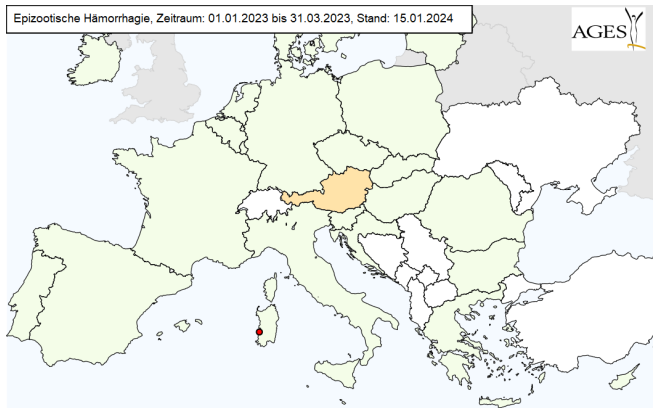 Epizootische Hämorrhagie, Zeitraum: 01.01.2023 bis 31.03.2023, Stand: 15.01.2024
AGES